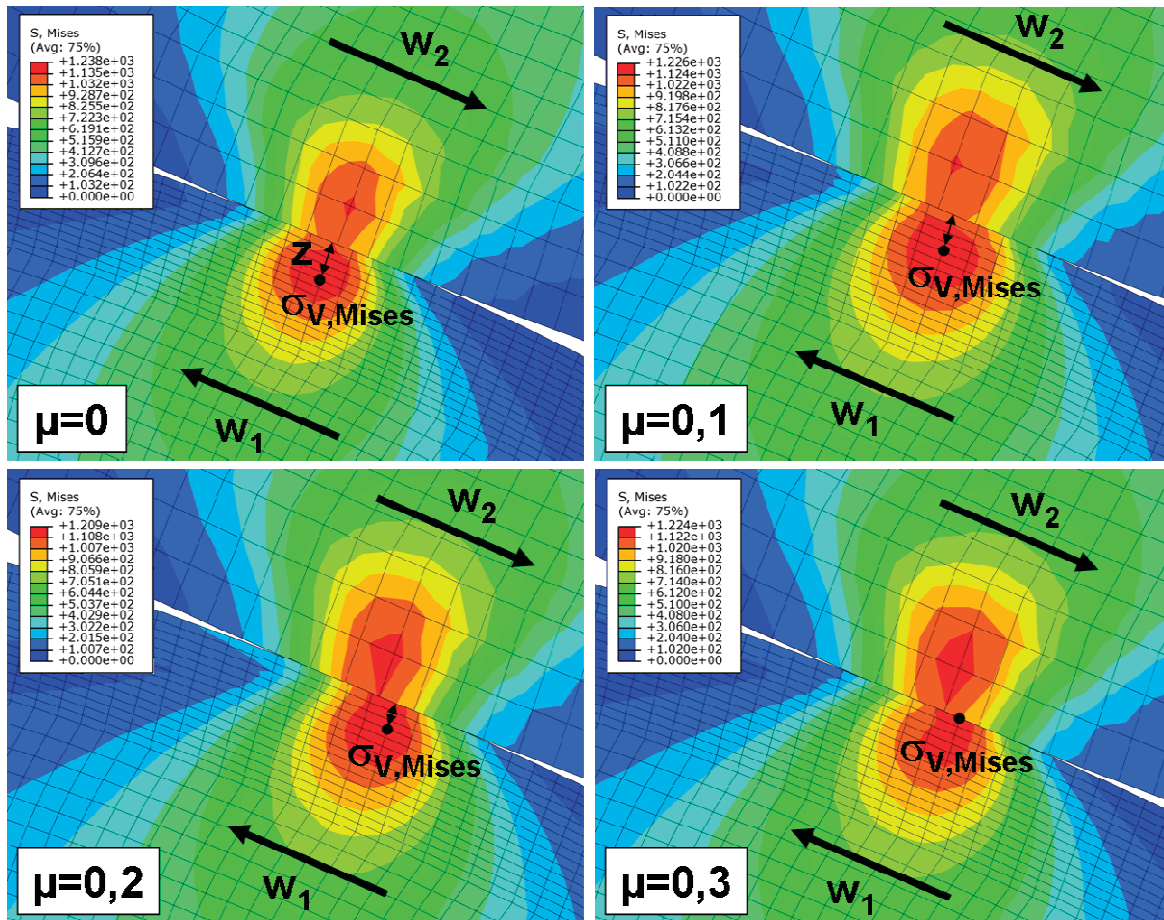 S, Mises
(Avg: 75%)
+1.238e+03
+1.135e+03
+1.032e+03
+9.287e+02
+8.255e+02
+7.223e+02
+6.191e+02
+5.159e+02
+4.127e+02
+3.096e+02
+2.064e+02
+1.032e+02
+0.000e+00
W2
z
σV,Mises
W1
μ=0
S, Mises
(Avg: 75%)
+1.226e+03
+1.124e+03
+1.022e+03
+9.198e+02
+8.176e+02
+7.154e+02
+6.132e+02
+5.110e+02
+4.088e+02
+3.066e+02
+2.044e+02
+1.022e+02
+0.000e+00
W2
σV,Mises
W1
μ=0,1
S, Mises
(Avg: 75%)
+1.209e+03
+1.108e+03
+1.007e+03
+9.066e+02
+8.059e+02
+7.051e+02
+6.044e+02
+5.037e+02
+4.029e+02
+3.022e+02
+2.015e+02
+1.007e+02
+0.000e+00
W2
σV,Mises
W1
μ=0,2
S, Mises
(Avg: 75%)
+1.224e+03
+1.122e+03
+1.020e+03
+9.180e+02
+8.160e+02
+7.140e+02
+6.120e+02
+5.100e+02
+4.080e+02
+3.060e+02
+2.040e+02
+1.020e+02
+0.000e+00
W2
σV,Mises
W1
μ=0,3